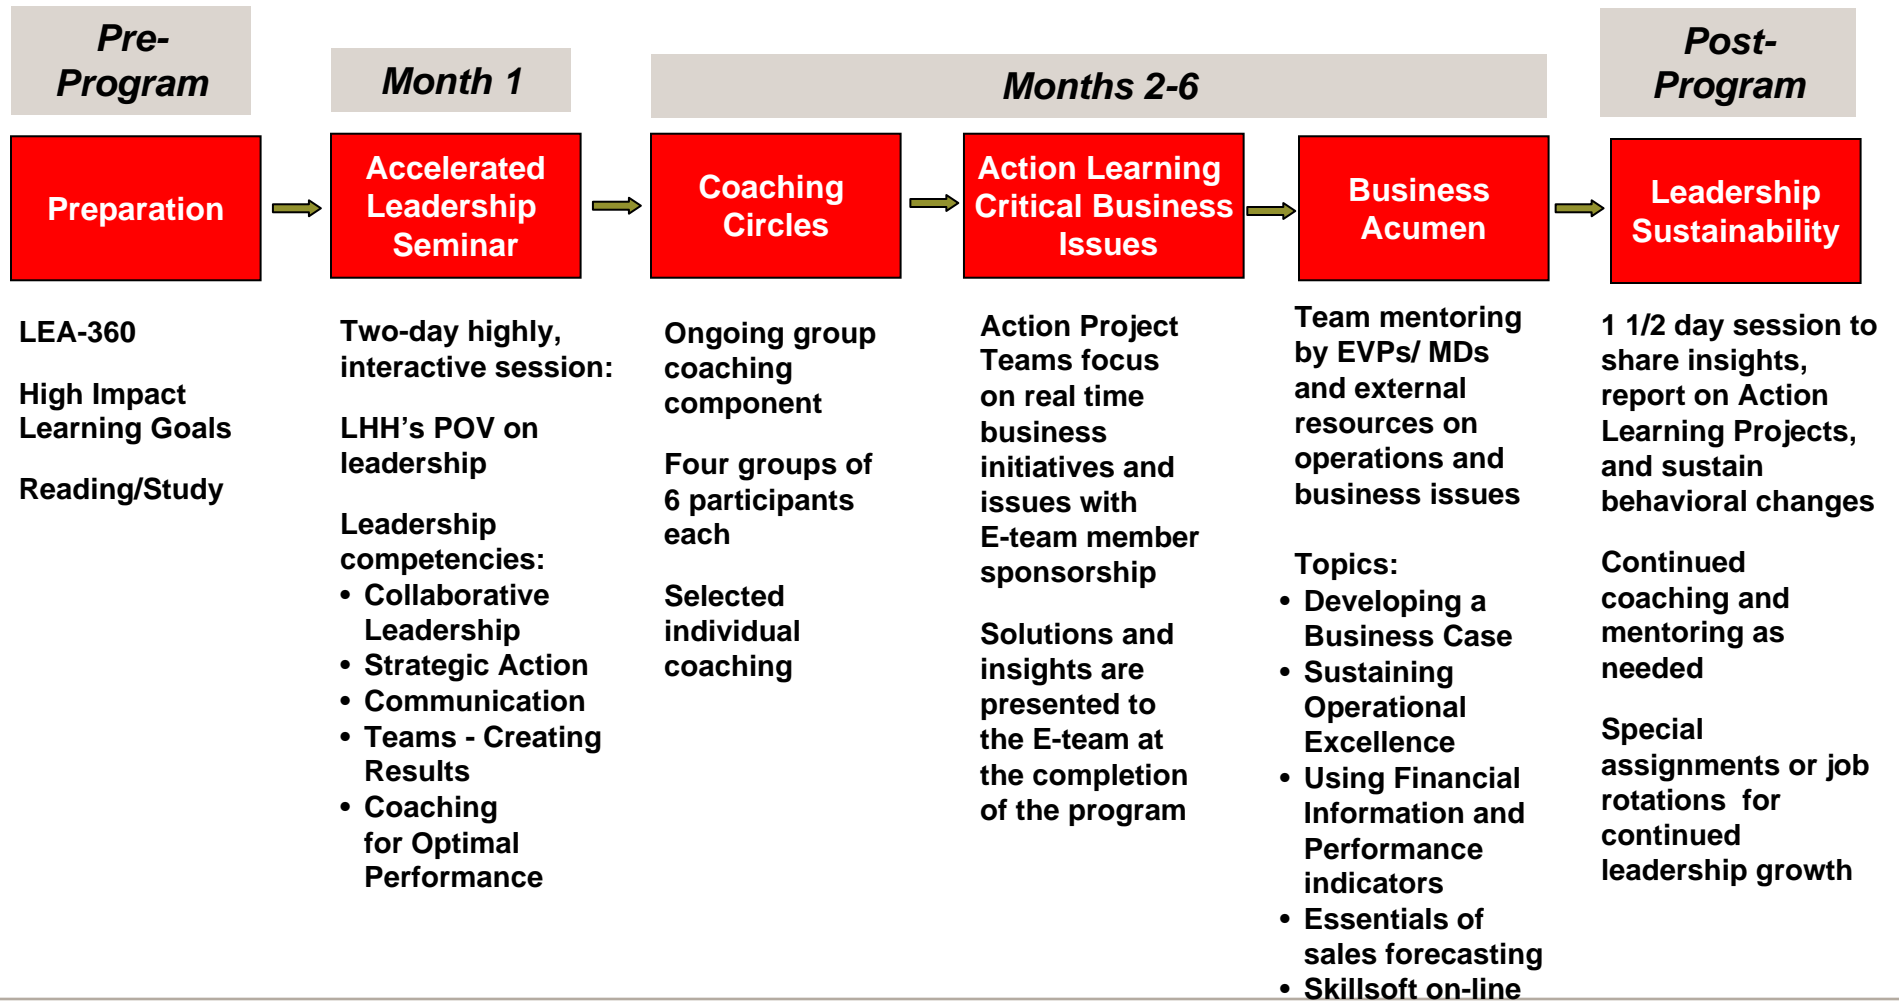 Pre-
Program
Month 1
Months 2-6
Post-
Program
Preparation
Accelerated
Leadership
Seminar
Coaching
Circles
Action Learning
Critical Business
Issues
Business
Acumen
Leadership
Sustainability
LEA-360
High Impact
Learning Goals
Reading/Study
Two-day highly,
interactive session:
LHH's POV on
leadership
Leadership
competencies:
• Collaborative
Leadership
• Strategic Action
• Communication
• Teams - Creating
Results
• Coaching
for Optimal
Performance
Ongoing group
coaching
component
Four groups of
6 participants
each
Selected
individual
coaching
Action Project
Teams focus
on real time
business
initiatives and
issues with
E-team member
sponsorship
Solutions and
insights are
presented to
the E-team at
the completion
of the program
Team mentoring
by EVPs/ MDs
and external
resources on
operations and
business issues
Topics:
• Developing a
Business Case
• Sustaining
Operational
Excellence
• Using Financial
Information and
Performance
indicators
• Essentials of
sales forecasting
• Skillsoft on-line
1 1/2 day session to
share insights,
report on Action
Learning Projects,
and sustain
behavioral changes
Continued
coaching and
mentoring as
needed
Special
assignments or job
rotations  for
continued
leadership growth